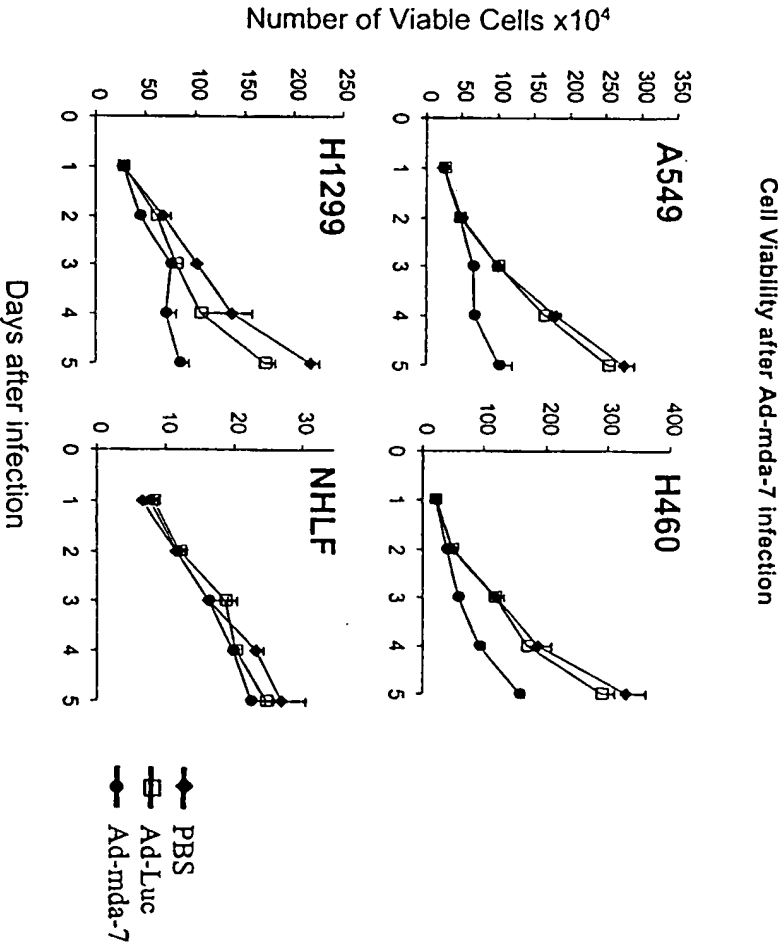 Cell Viability after Ad-mda-7 infection
Number of Viable Cells x10⁴
A549
350
300
250
200
150
100
50
0
0 1 2 3 4 5
H460
400
300
200
100
0
0 1 2 3 4 5
H1299
250
200
150
100
50
0
0 1 2 3 4 5
NHLF
30
20
10
0
0 1 2 3 4 5
Days after infection
PBS
Ad-Luc
Ad-mda-7